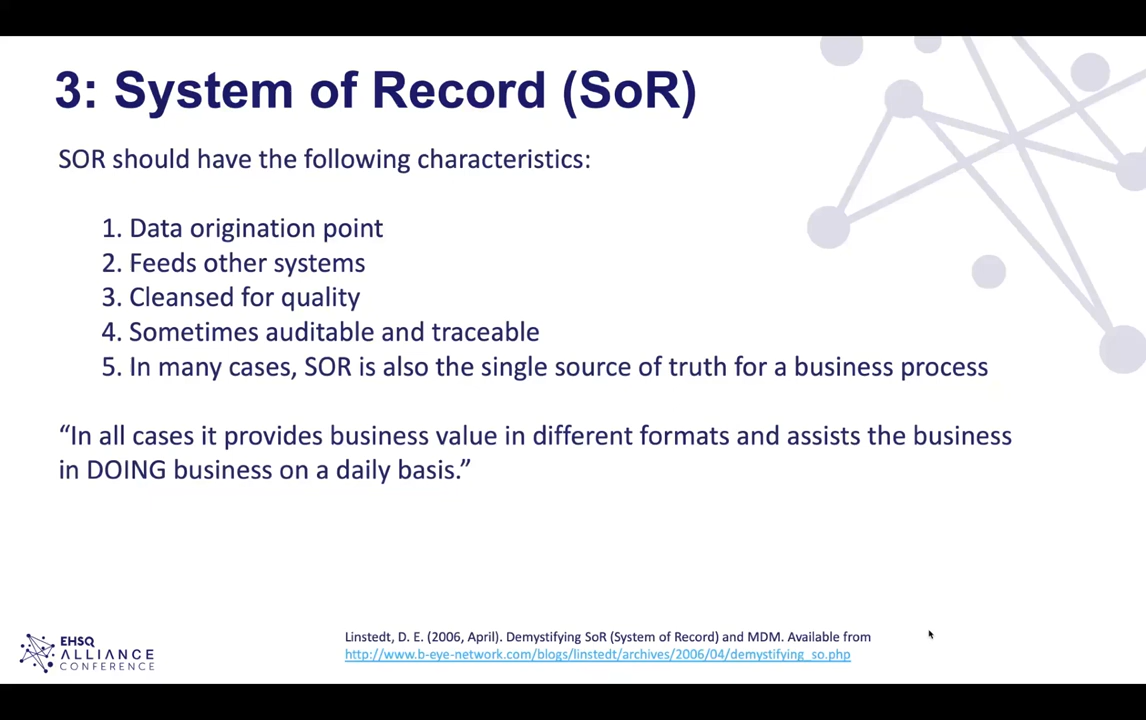 3: System of Record (SoR)
SOR should have the following characteristics:
1. Data origination point
2. Feeds other systems
3. Cleansed for quality
4. Sometimes auditable and traceable
5. In many cases, SOR is also the single source of truth for a business process
“In all cases it provides business value in different formats and assists the business
in DOING business on a daily basis.”
EHSQ
ALLIANCE
CONFERENCE
Linstedt, D. E. (2006, April). Demystifying SoR (System of Record) and MDM. Available from
http://www.b-eye-network.com/blogs/linstedt/archives/2006/04/demystifying_so.php